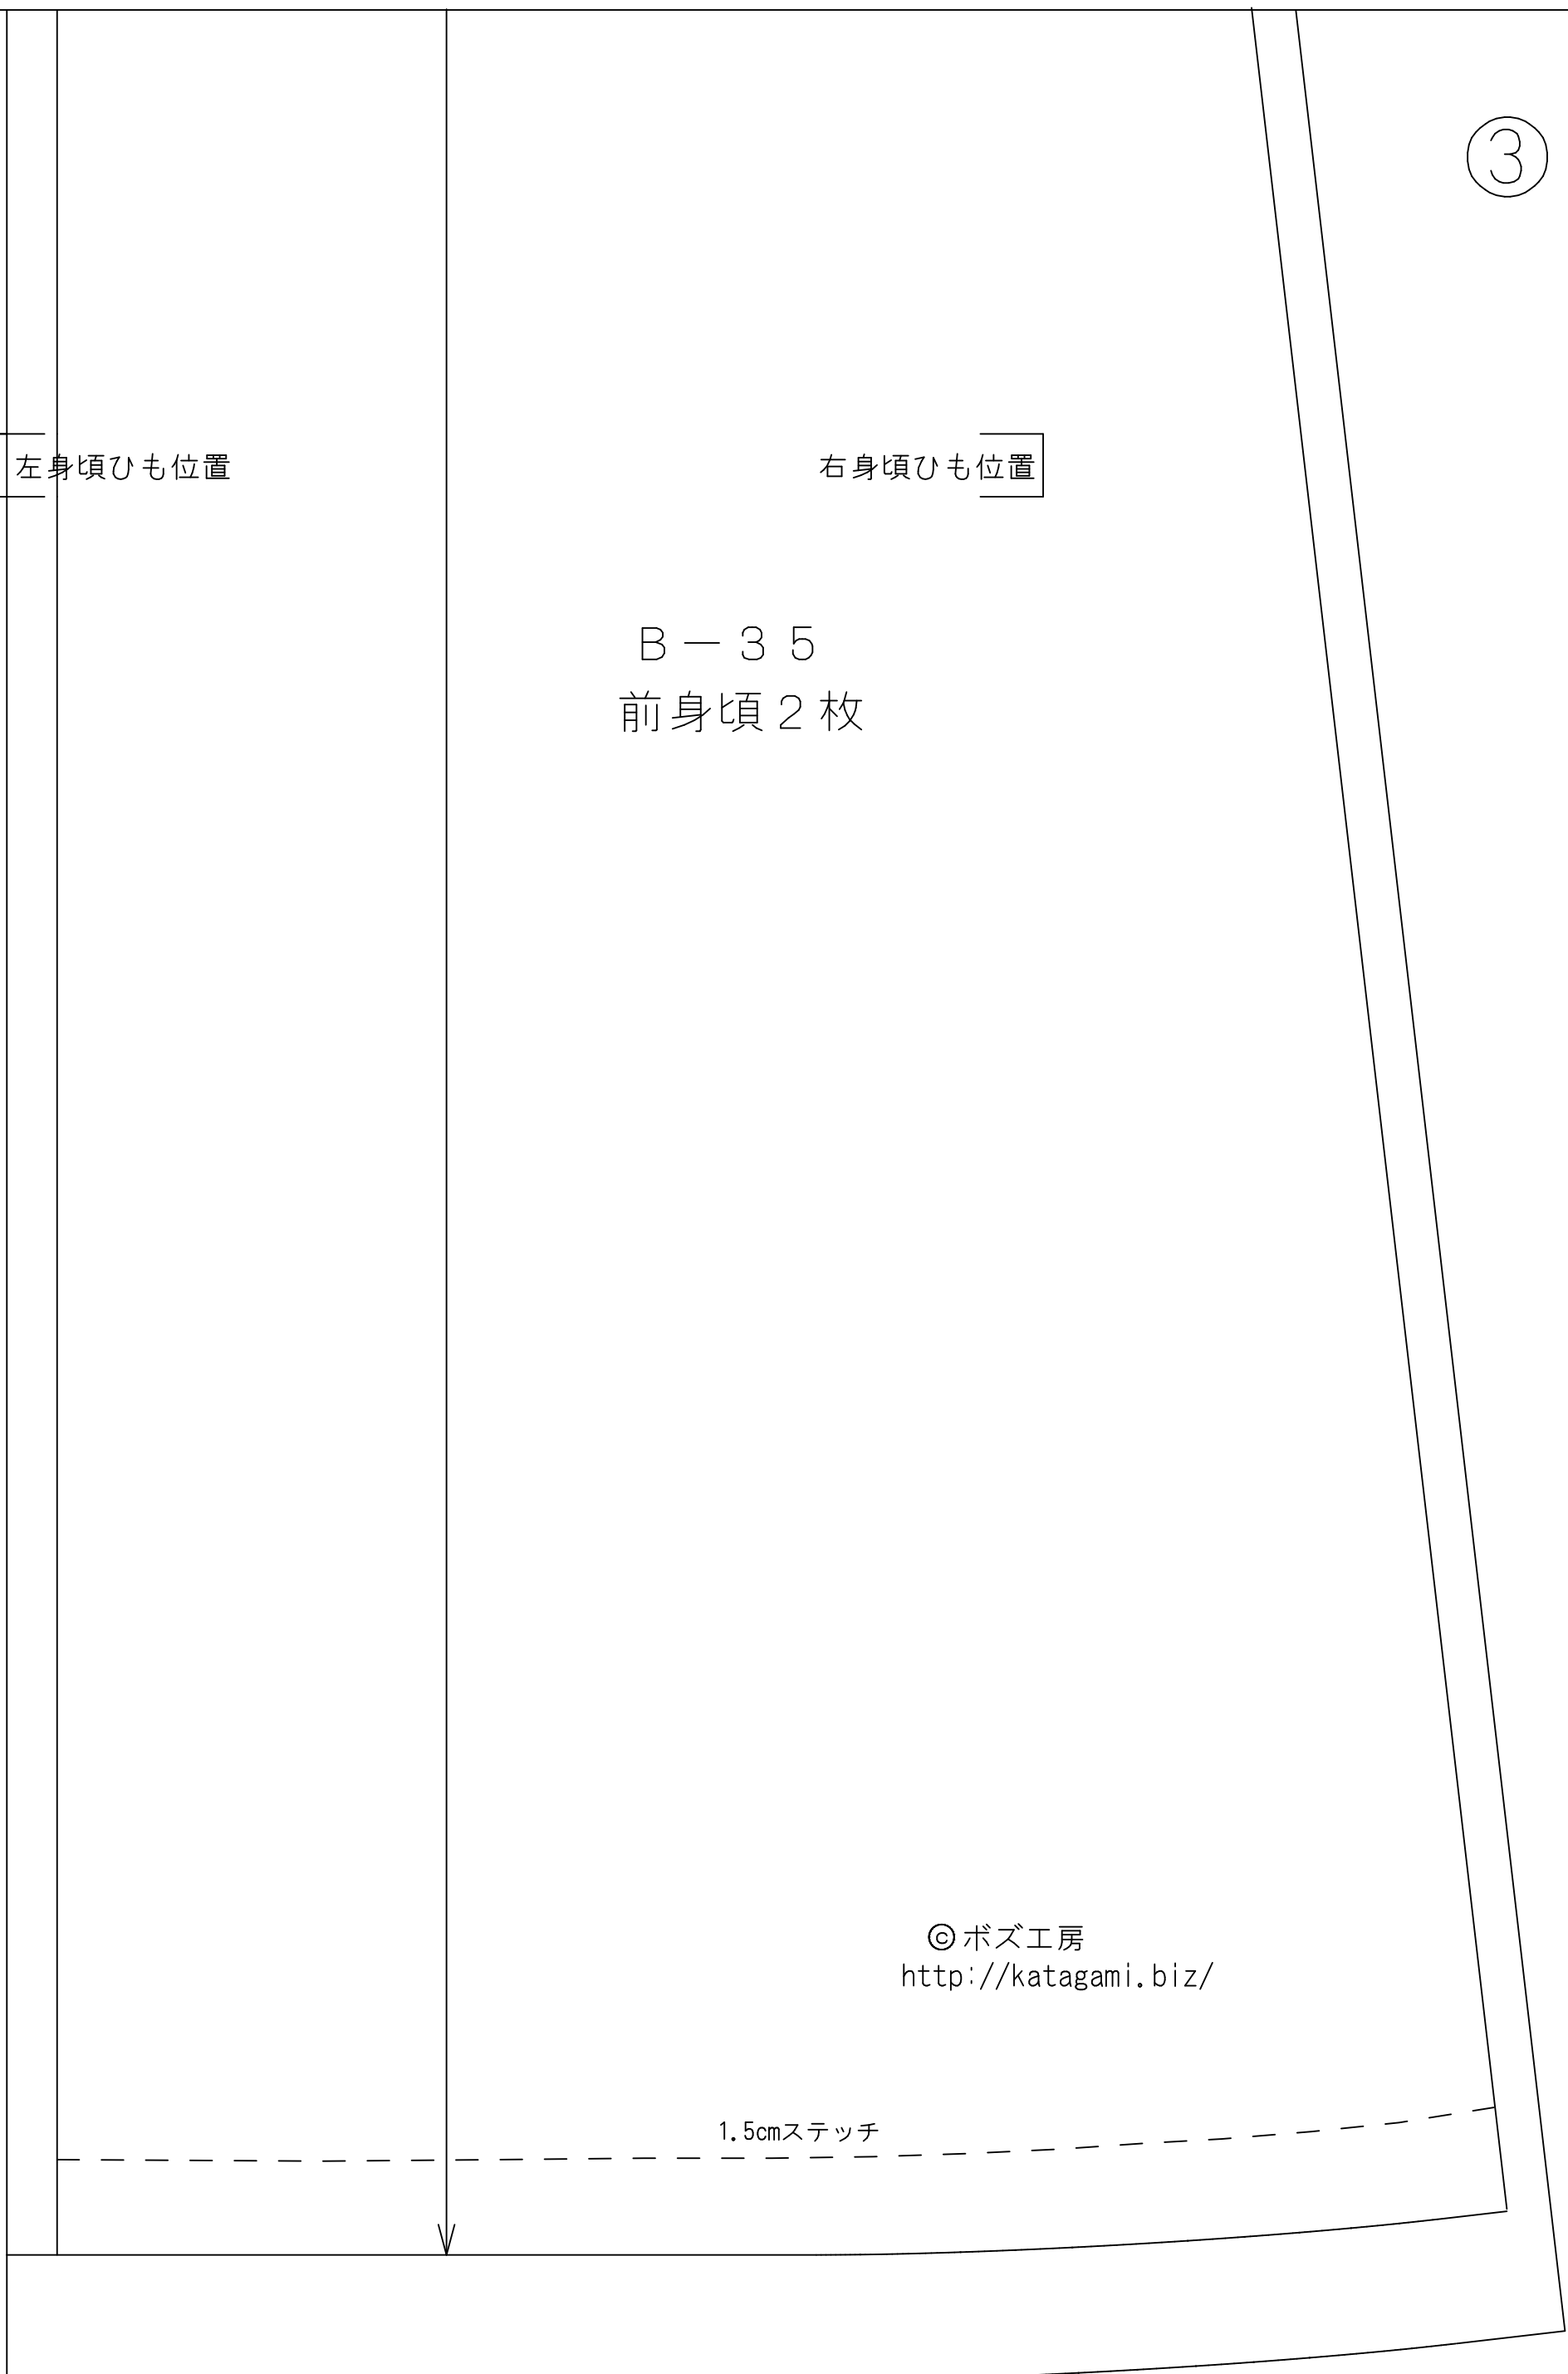 ③
左身頃ひも位置
右身頃ひも位置
B－35
前身頃２枚
©ボズ工房
http://katagami.biz/
1.5cmステッチ